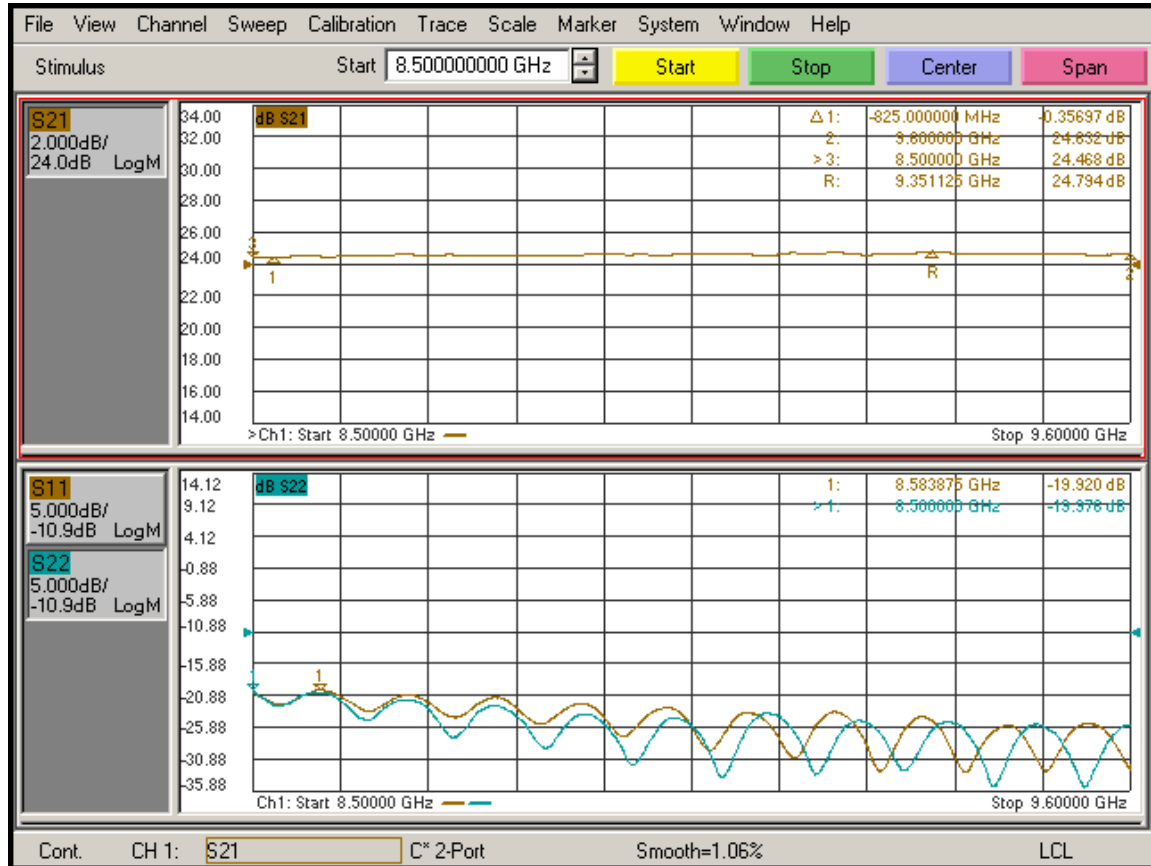 File View Channel Sweep Calibration Trace Scale Marker System Window Help
Stimulus Start 8.500000000 GHz Start Stop Center Span
S21
2.000dB/
24.0dB LogM
34.00
32.00
30.00
28.00
26.00
24.00
22.00
20.00
18.00
16.00
14.00
dB S21
Δ 1: -825.000000 MHz -0.35697 dB
2: 9.600000 GHz 24.632 dB
> 3: 8.500000 GHz 24.468 dB
R: 9.351125 GHz 24.794 dB
3
1
R
2
>Ch1: Start 8.50000 GHz
Stop 9.60000 GHz
S11
5.000dB/
-10.9dB LogM
S22
5.000dB/
-10.9dB LogM
14.12
9.12
4.12
-0.88
-5.88
-10.88
-15.88
-20.88
-25.88
-30.88
-35.88
dB S22
1: 8.583875 GHz -19.920 dB
> 1: 8.500000 GHz -19.978 dB
1
1
Ch1: Start 8.50000 GHz
Stop 9.60000 GHz
Cont. CH 1: S21 C* 2-Port Smooth=1.06% LCL